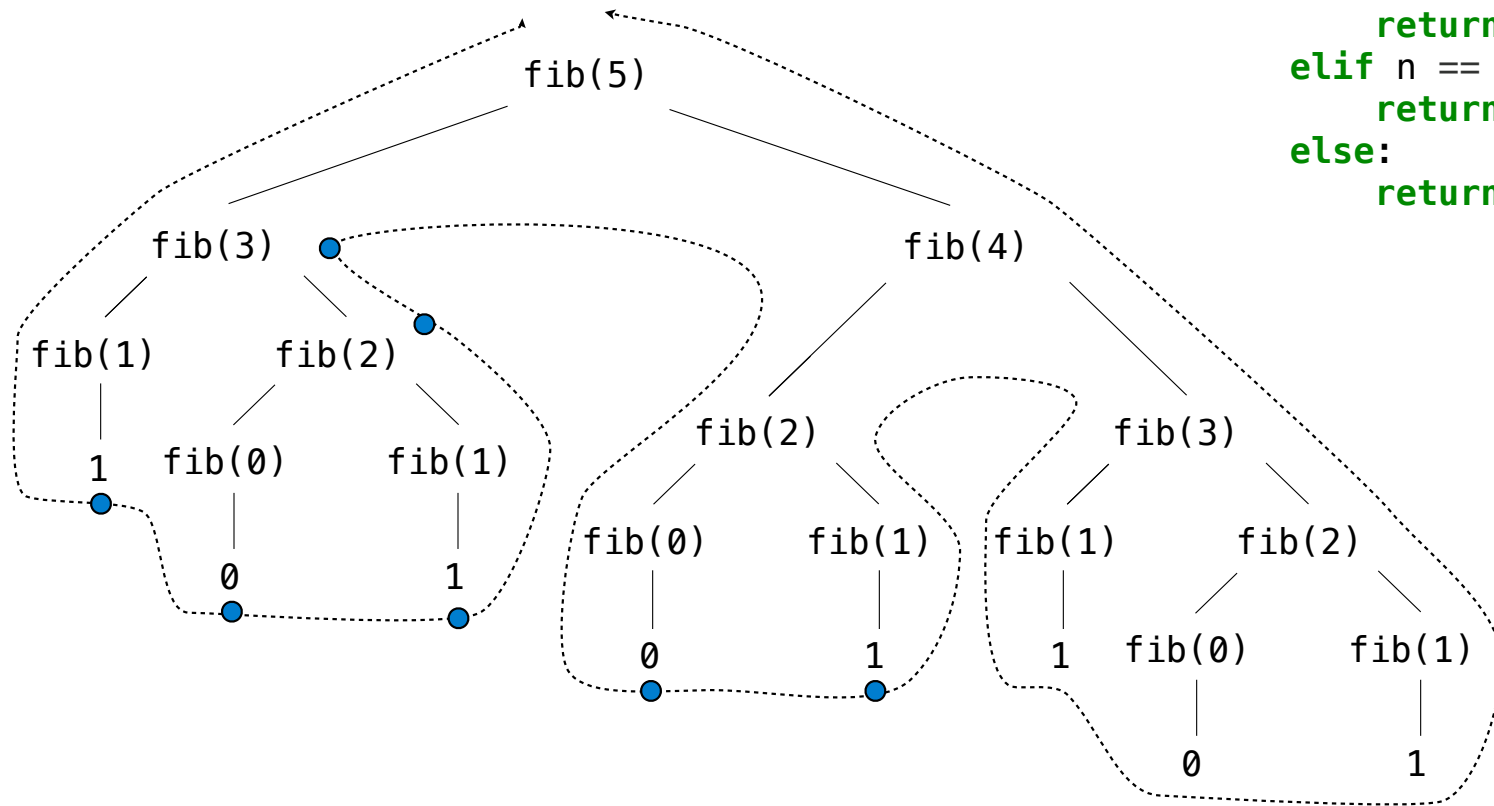 return
elif n ==
return
else:
return
fib(5)
fib(3)
fib(4)
fib(1)
fib(2)
fib(2)
fib(3)
1
fib(0)
fib(1)
fib(0)
fib(1)
fib(1)
fib(2)
0
1
0
1
1
fib(0)
fib(1)
0
1